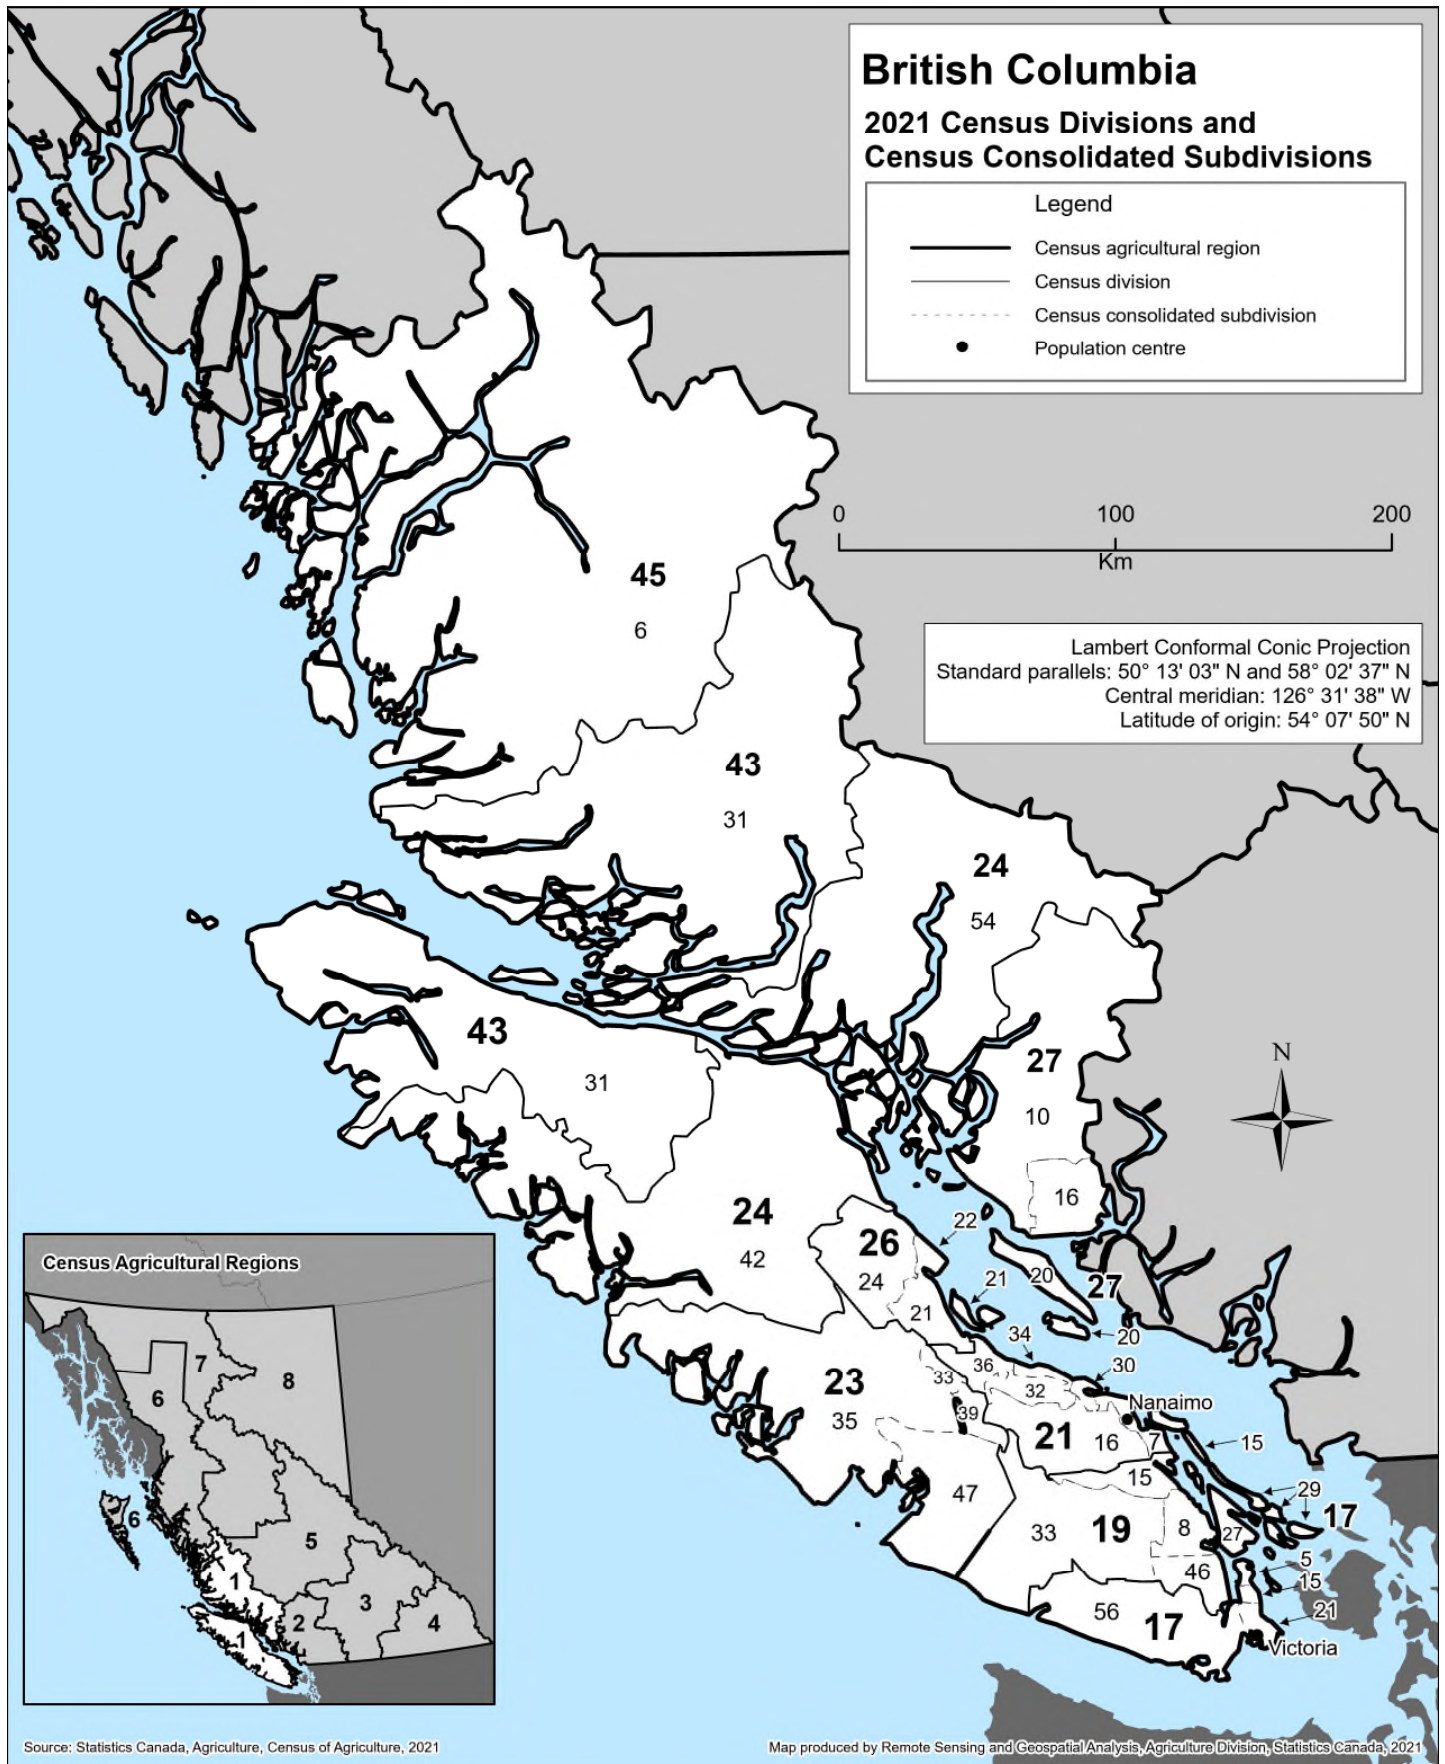 British Columbia
2021 Census Divisions and
Census Consolidated Subdivisions
Legend
Census agricultural region
Census division
Census consolidated subdivision
Population centre
0 100 200
Km
Lambert Conformal Conic Projection
Standard parallels: 50° 13' 03" N and 58° 02' 37" N
Central meridian: 126° 31' 38" W
Latitude of origin: 54° 07' 50" N
45
6
43
31
24
54
43
31
27
10
N
16
24
42
26
24
22
21
21
20
27
20
34
30
36
33
32
23
35
39
Nanaimo
21
16
7
15
15
47
29
17
33
19
8
27
5
46
15
56
17
21
Victoria
Census Agricultural Regions
7
8
6
6
5
1
3
2
4
1
Source: Statistics Canada, Agriculture, Census of Agriculture, 2021
Map produced by Remote Sensing and Geospatial Analysis, Agriculture Division, Statistics Canada, 2021